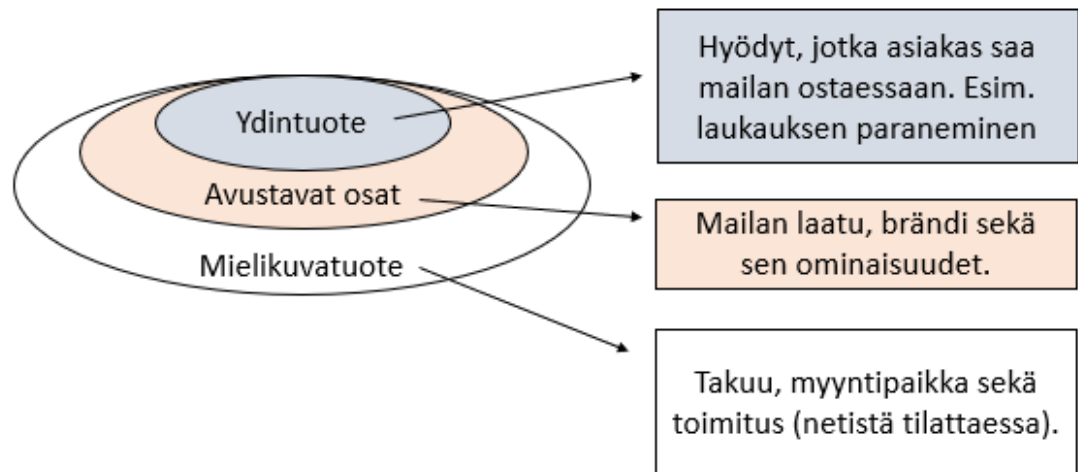 Ydintuote
Avustavat osat
Mielikuvatuote
Hyödyt, jotka asiakas saa
mailan ostaessaan. Esim.
laukauksen paraneminen
Mailan laatu, brändi sekä
sen ominaisuudet.
Takuu, myyntipaikka sekä
toimitus (netistä tilattaessa).